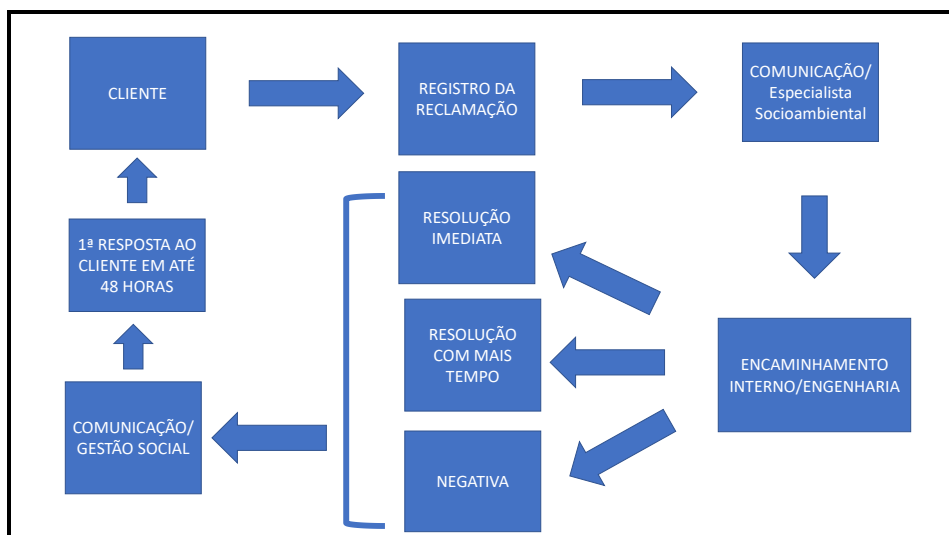 CLIENTE
REGISTRO DA
RECLAMAÇÃO
COMUNICAÇÃO/
Especialista
Socioambiental
1ª RESPOSTA AO
CLIENTE EM ATÉ
48 HORAS
RESOLUÇÃO
IMEDIATA
RESOLUÇÃO
COM MAIS
TEMPO
ENCAMINHAMENTO
INTERNO/ENGENHARIA
COMUNICAÇÃO/
GESTÃO SOCIAL
NEGATIVA